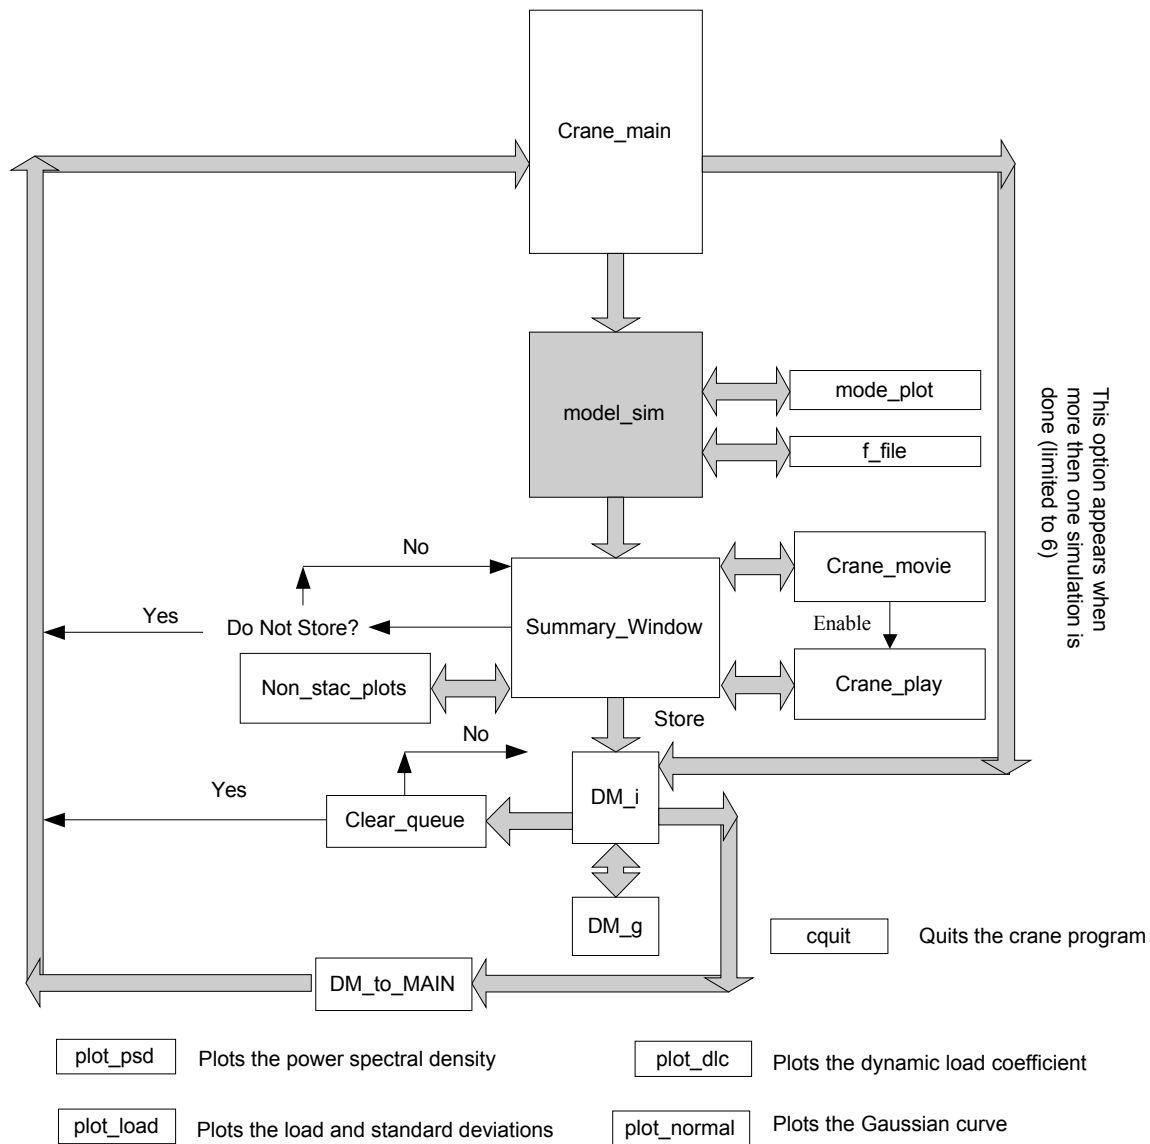 Crane_main
model_sim
mode_plot
f_file
This option appears when
more then one simulation is
done (limited to 6)
No
Crane_movie
Yes
Do Not Store?
Summary_Window
Enable
Non_stac_plots
Crane_play
Store
No
Yes
DM_i
Clear_queue
DM_g
cquit
Quits the crane program
DM_to_MAIN
plot_psd
Plots the power spectral density
plot_dlc
Plots the dynamic load coefficient
plot_load
Plots the load and standard deviations
plot_normal
Plots the Gaussian curve